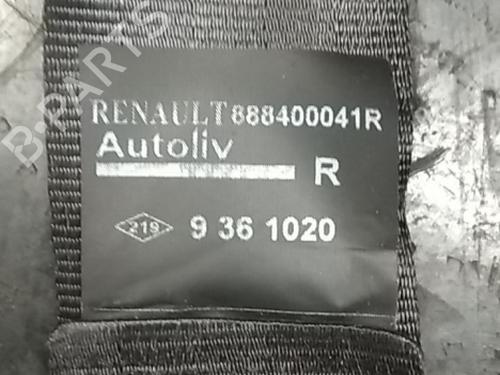 RENAULT 888400041R
Autoliv
R
219 9 36 1020
B-PARTS